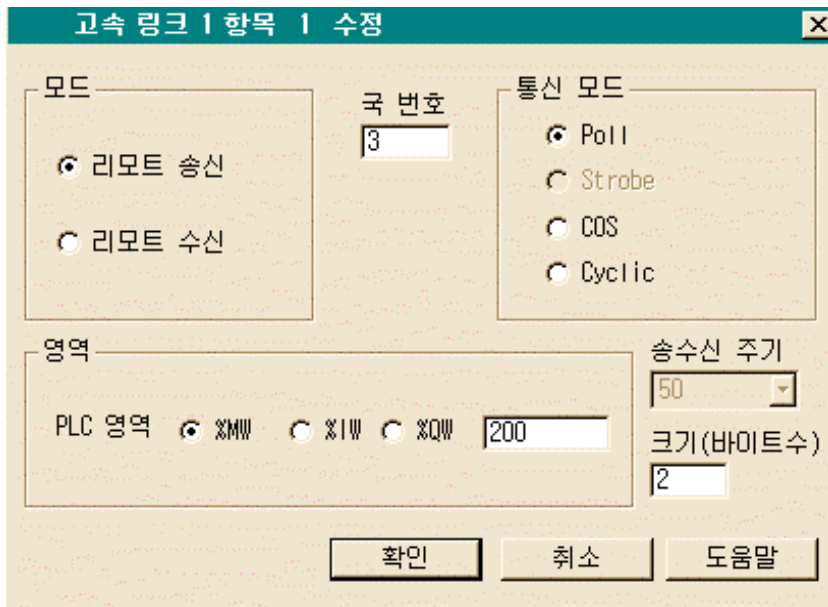 고속 링크 1 항목 1 수정
모드
국 번호
통신 모드
3
Poll
리모트 송신
Strobe
COS
리모트 수신
Cyclic
영역
송수신 주기
50
PLC 영역 %MW %IW %QW 200
크기(바이트수)
2
확인 취소 도움말